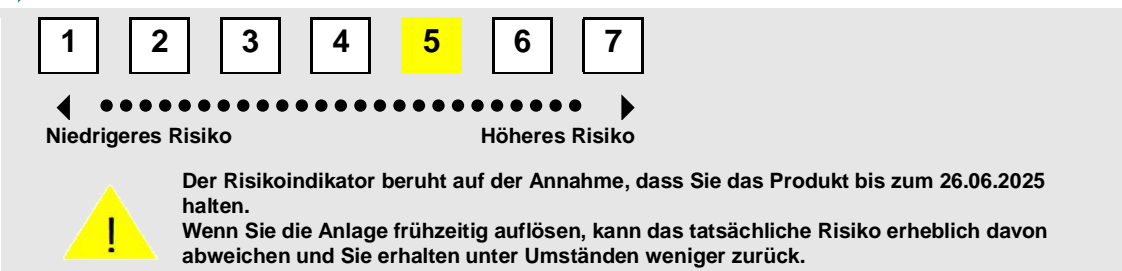 1 2 3 4 5 6 7
Niedrigeres Risiko Höheres Risiko
Der Risikoindikator beruht auf der Annahme, dass Sie das Produkt bis zum 26.06.2025
halten.
Wenn Sie die Anlage frühzeitig auflösen, kann das tatsächliche Risiko erheblich davon
abweichen und Sie erhalten unter Umständen weniger zurück.
!